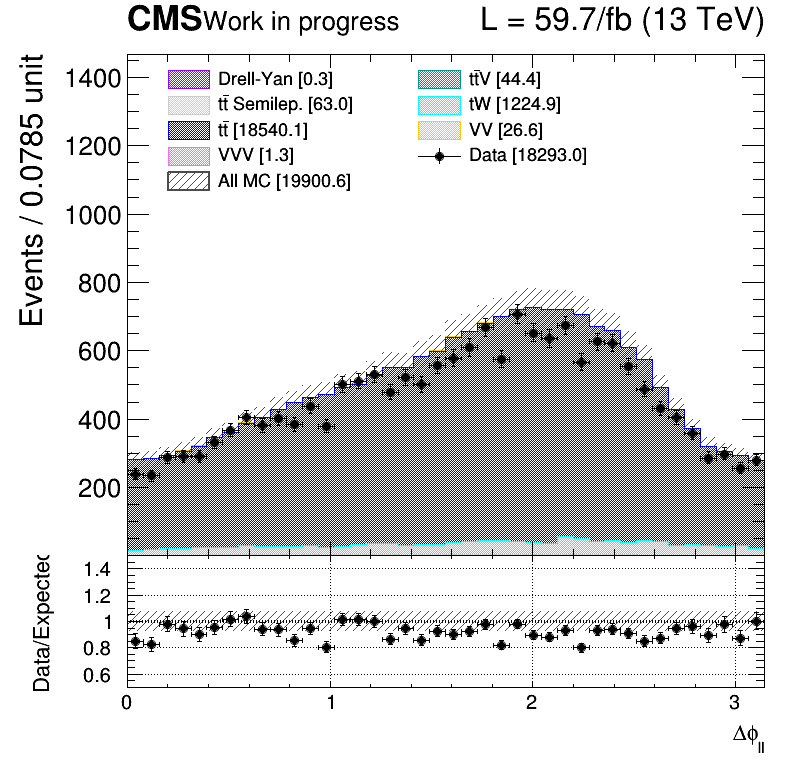 CMS Work in progress L = 59.7/fb (13 TeV)
Drell-Yan [0.3] tt̄V [44.4]
tt̄ Semilep. [63.0] tW [1224.9]
tt̄ [18540.1] VV [26.6]
VVV [1.3] Data [18293.0]
All MC [19900.6]
Events / 0.0785 unit
1400
1200
1000
800
600
400
200
Data/Expected
1.4
1.2
1
0.8
0.6
0 1 2 3
Δϕ_ll